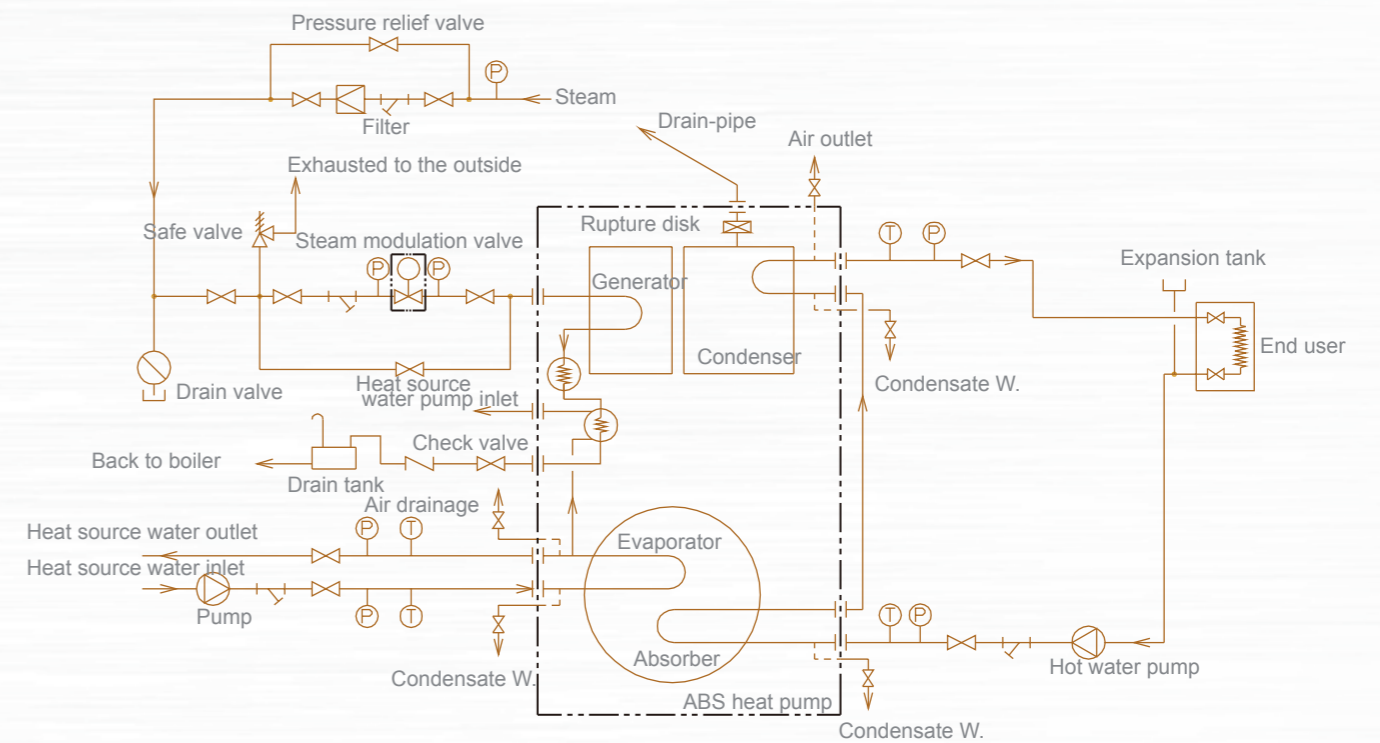 Pressure relief valve
P
Steam
Filter
Drain-pipe
Air outlet
Exhausted to the outside
Safe valve
Rupture disk
T P
Steam modulation valve
P P
Expansion tank
Generator
End user
Condenser
Condensate W.
Drain valve
Heat source
water pump inlet
Check valve
Back to boiler
Drain tank
Air drainage
P T
Heat source water outlet
Evaporator
Heat source water inlet
Pump
P T
T P
Absorber
Hot water pump
Condensate W.
ABS heat pump
Condensate W.